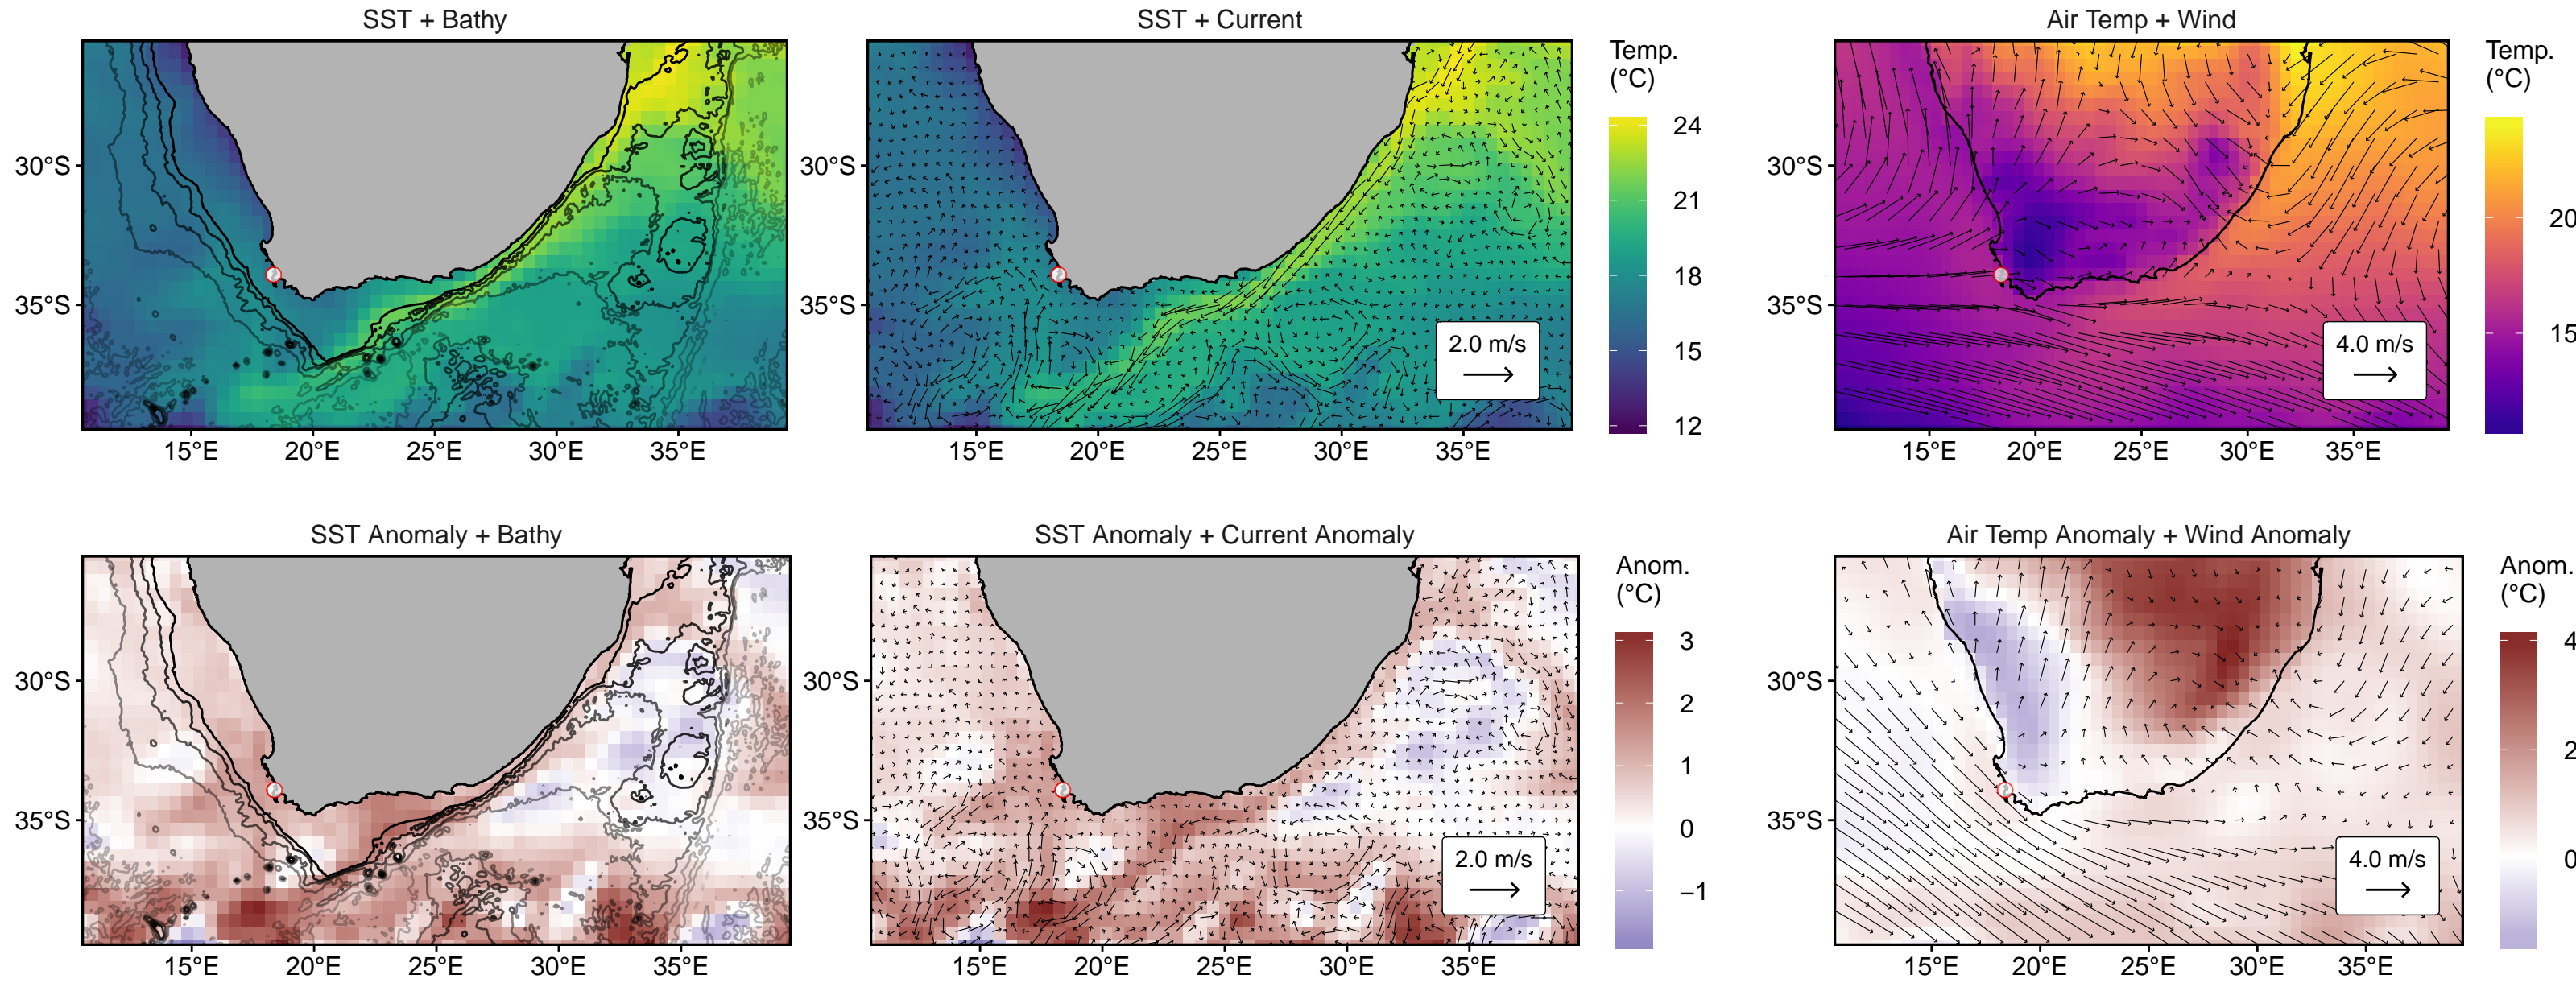 SST + Bathy
SST + Current
Air Temp + Wind
30°S
35°S
15°E 20°E 25°E 30°E 35°E
30°S
35°S
2.0 m/s
15°E 20°E 25°E 30°E 35°E
Temp.
(°C)
24
21
18
15
12
30°S
35°S
4.0 m/s
15°E 20°E 25°E 30°E 35°E
Temp.
(°C)
20
15
SST Anomaly + Bathy
SST Anomaly + Current Anomaly
Air Temp Anomaly + Wind Anomaly
30°S
35°S
15°E 20°E 25°E 30°E 35°E
30°S
35°S
2.0 m/s
15°E 20°E 25°E 30°E 35°E
Anom.
(°C)
3
2
1
0
−1
30°S
35°S
4.0 m/s
15°E 20°E 25°E 30°E 35°E
Anom.
(°C)
4
2
0